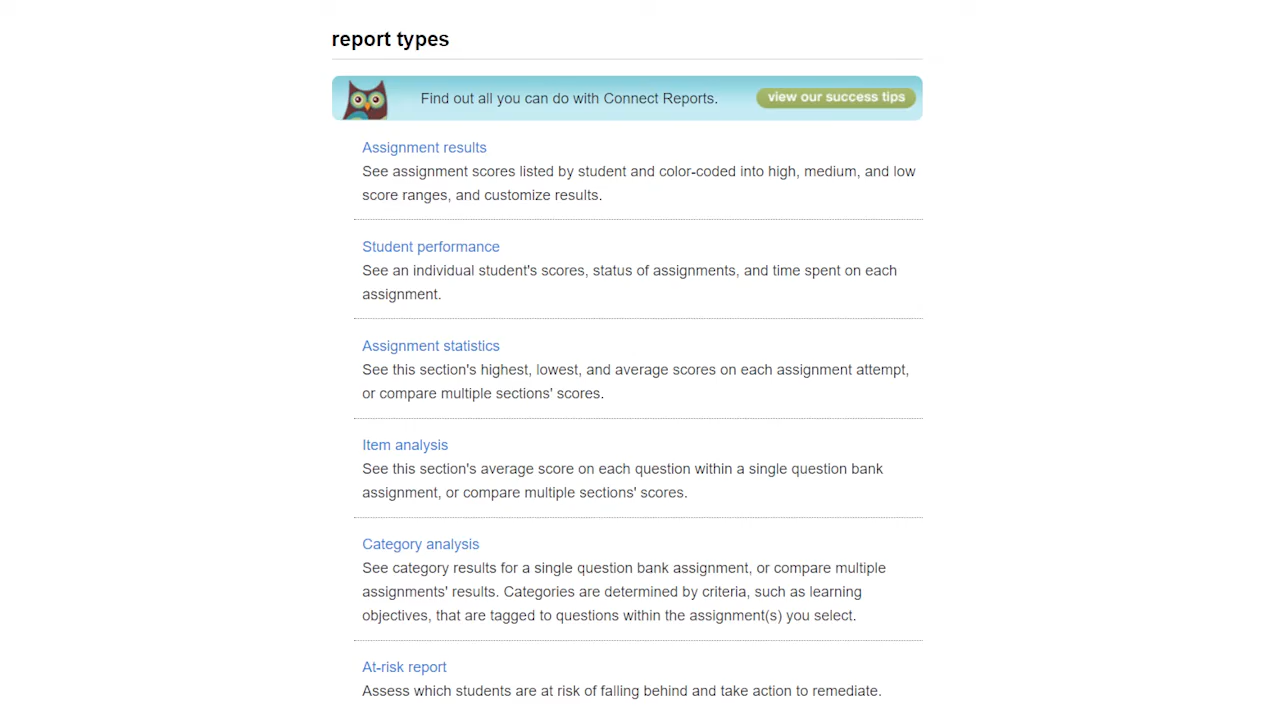 report types
Find out all you can do with Connect Reports.
view our success tips
Assignment results
See assignment scores listed by student and color-coded into high, medium, and low
score ranges, and customize results.
Student performance
See an individual student's scores, status of assignments, and time spent on each
assignment.
Assignment statistics
See this section's highest, lowest, and average scores on each assignment attempt,
or compare multiple sections' scores.
Item analysis
See this section's average score on each question within a single question bank
assignment, or compare multiple sections' scores.
Category analysis
See category results for a single question bank assignment, or compare multiple
assignments' results. Categories are determined by criteria, such as learning
objectives, that are tagged to questions within the assignment(s) you select.
At-risk report
Assess which students are at risk of falling behind and take action to remediate.